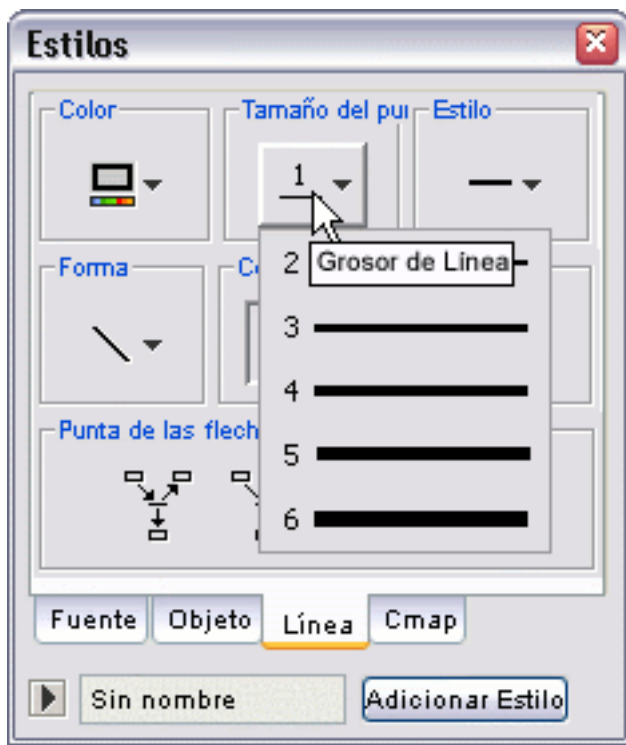 Estilos
Color
Tamaño del pu
Estilo
1
Forma
2
Grosor de Línea
3
Punta de las flech
4
5
6
Fuente
Objeto
Línea
Cmap
Sin nombre
Adicionar Estilo